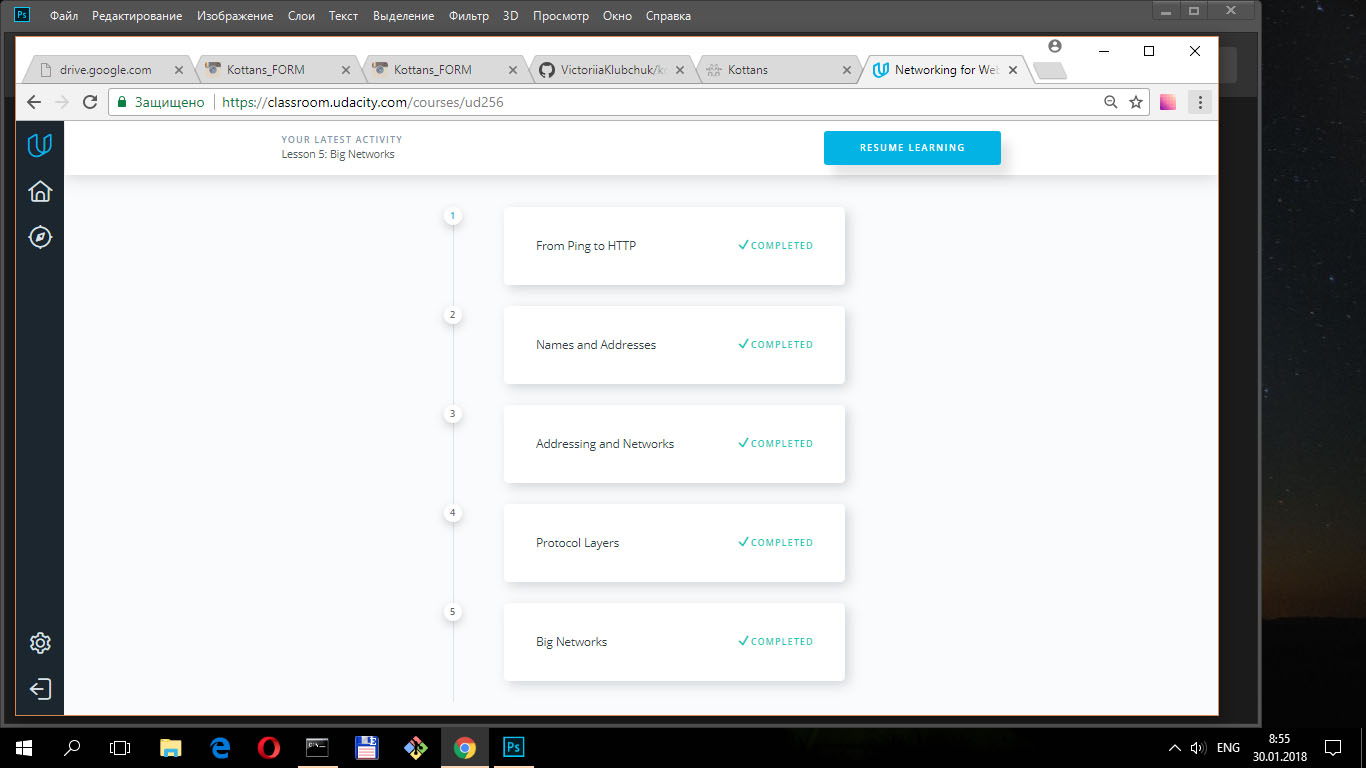 Ps Файл Редактирование Изображение Слои Текст Выделение Фильтр 3D Просмотр Окно Справка
drive.google.com Kottans_FORM Kottans_FORM VictoriiaKlubchuk/ Kottans Networking for Web
Защищено https://classroom.udacity.com/courses/ud256
YOUR LATEST ACTIVITY
Lesson 5: Big Networks
RESUME LEARNING
1
From Ping to HTTP COMPLETED
2
Names and Addresses COMPLETED
3
Addressing and Networks COMPLETED
4
Protocol Layers COMPLETED
5
Big Networks COMPLETED
Ps
ENG
8:55
30.01.2018